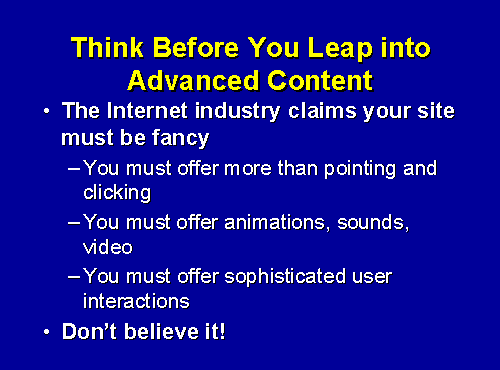 Think Before You Leap into
Advanced Content
• The Internet industry claims your site
must be fancy
–You must offer more than pointing and
clicking
–You must offer animations, sounds,
video
–You must offer sophisticated user
interactions
• Don't believe it!